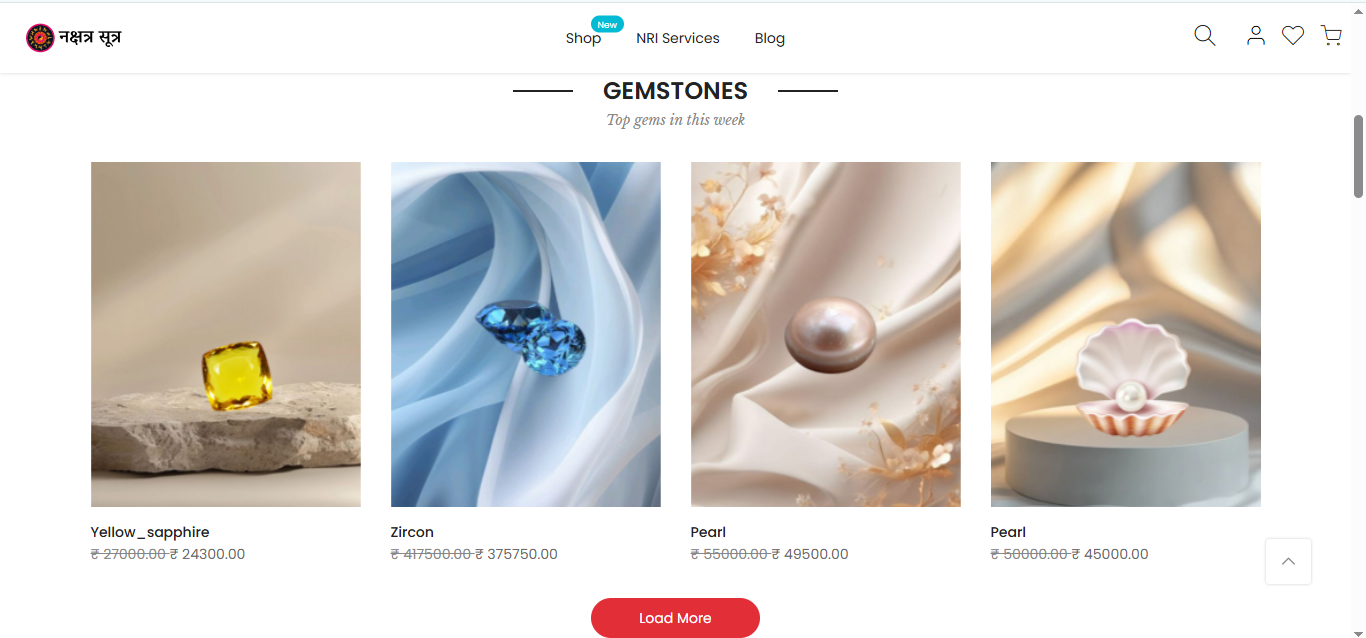 नक्षत्र सूत्र
New
Shop
NRI Services
Blog
GEMSTONES
Top gems in this week
Yellow_sapphire
₹ 27000.00 ₹ 24300.00
Zircon
₹ 417500.00 ₹ 375750.00
Pearl
₹ 55000.00 ₹ 49500.00
Pearl
₹ 50000.00 ₹ 45000.00
Load More